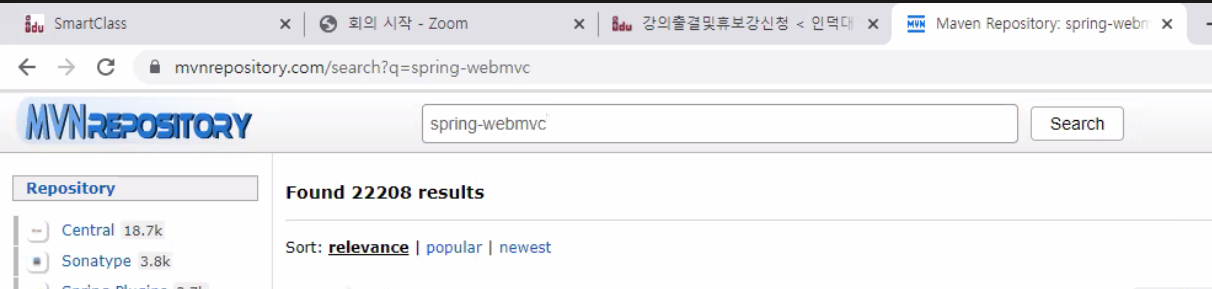 SmartClass
회의 시작 - Zoom
강의출결및휴보강신청 < 인덕대
Maven Repository: spring-webm
mvnrepository.com/search?q=spring-webmvc
MVNREPOSITORY
spring-webmvc
Search
Repository
Found 22208 results
Central 18.7k
Sort: relevance | popular | newest
Sonatype 3.8k